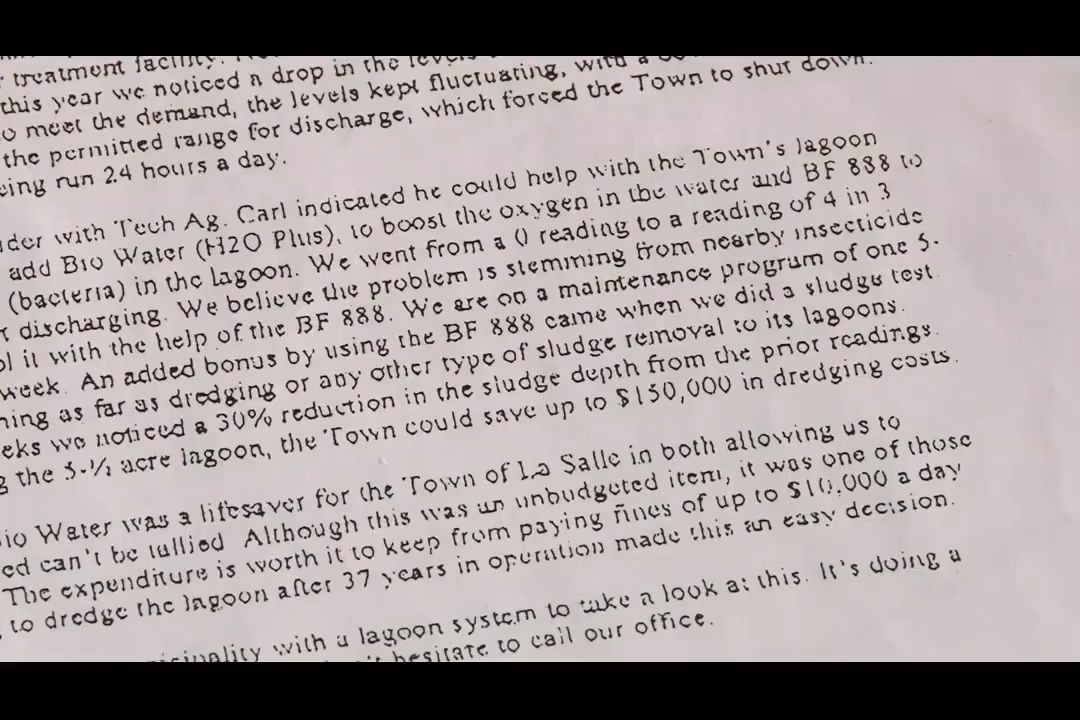 treatment facility.
this year we noticed a drop in the levels
to meet the demand, the levels kept fluctuating, with a
the permitted range for discharge, which forced the Town to shut down.
eing run 24 hours a day.
der with Tech Ag. Carl indicated he could help with the Town's lagoon
add Bio Water (H2O Plus), to boost the oxygen in the water and BF 888 to
(bacteria) in the lagoon. We went from a 0 reading to a reading of 4 in 3
discharging. We believe the problem is stemming from nearby insecticide
ol it with the help of the BF 888. We are on a maintenance program of one 5-
week. An added bonus by using the BF 888 came when we did a sludge test
hing as far as dredging or any other type of sludge removal to its lagoons.
eks we noticed a 30% reduction in the sludge depth from the prior readings.
g the 5-½ acre lagoon, the Town could save up to $150,000 in dredging costs.
Bio Water was a lifesaver for the Town of La Salle in both allowing us to
ed can't be tallied Although this was an unbudgeted item, it was one of those
The expenditure is worth it to keep from paying fines of up to $10,000 a day
to dredge the lagoon after 37 years in operation made this an easy decision.
icipality with a lagoon system to take a look at this. It's doing a
hesitate to call our office.